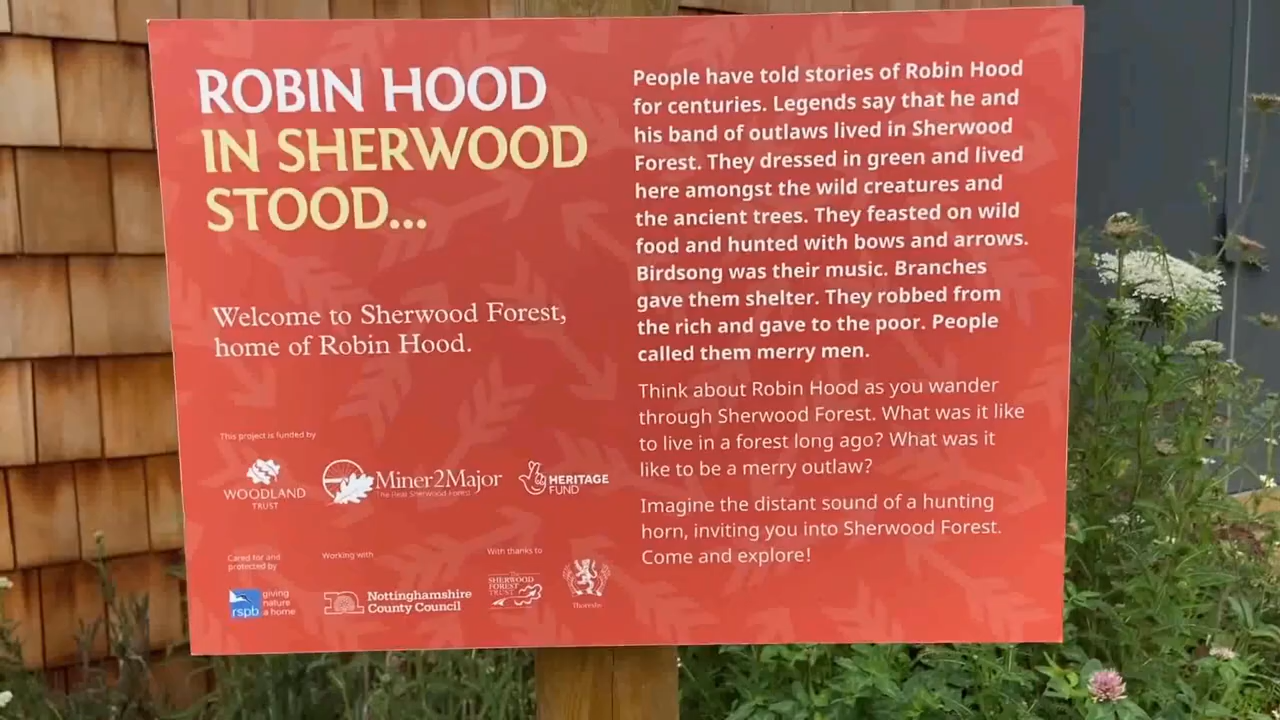 ROBIN HOOD
IN SHERWOOD
STOOD...
Welcome to Sherwood Forest,
home of Robin Hood.
This project is funded by
WOODLAND
TRUST
Miner2Major
The Real Sherwood Forest
HERITAGE
FUND
Cared for and
protected by
rspb
giving
nature
a home
Working with
Nottinghamshire
County Council
With thanks to
SHERWOOD
FOREST
TRUST
Thoresby
People have told stories of Robin Hood
for centuries. Legends say that he and
his band of outlaws lived in Sherwood
Forest. They dressed in green and lived
here amongst the wild creatures and
the ancient trees. They feasted on wild
food and hunted with bows and arrows.
Birdsong was their music. Branches
gave them shelter. They robbed from
the rich and gave to the poor. People
called them merry men.
Think about Robin Hood as you wander
through Sherwood Forest. What was it like
to live in a forest long ago? What was it
like to be a merry outlaw?
Imagine the distant sound of a hunting
horn, inviting you into Sherwood Forest.
Come and explore!